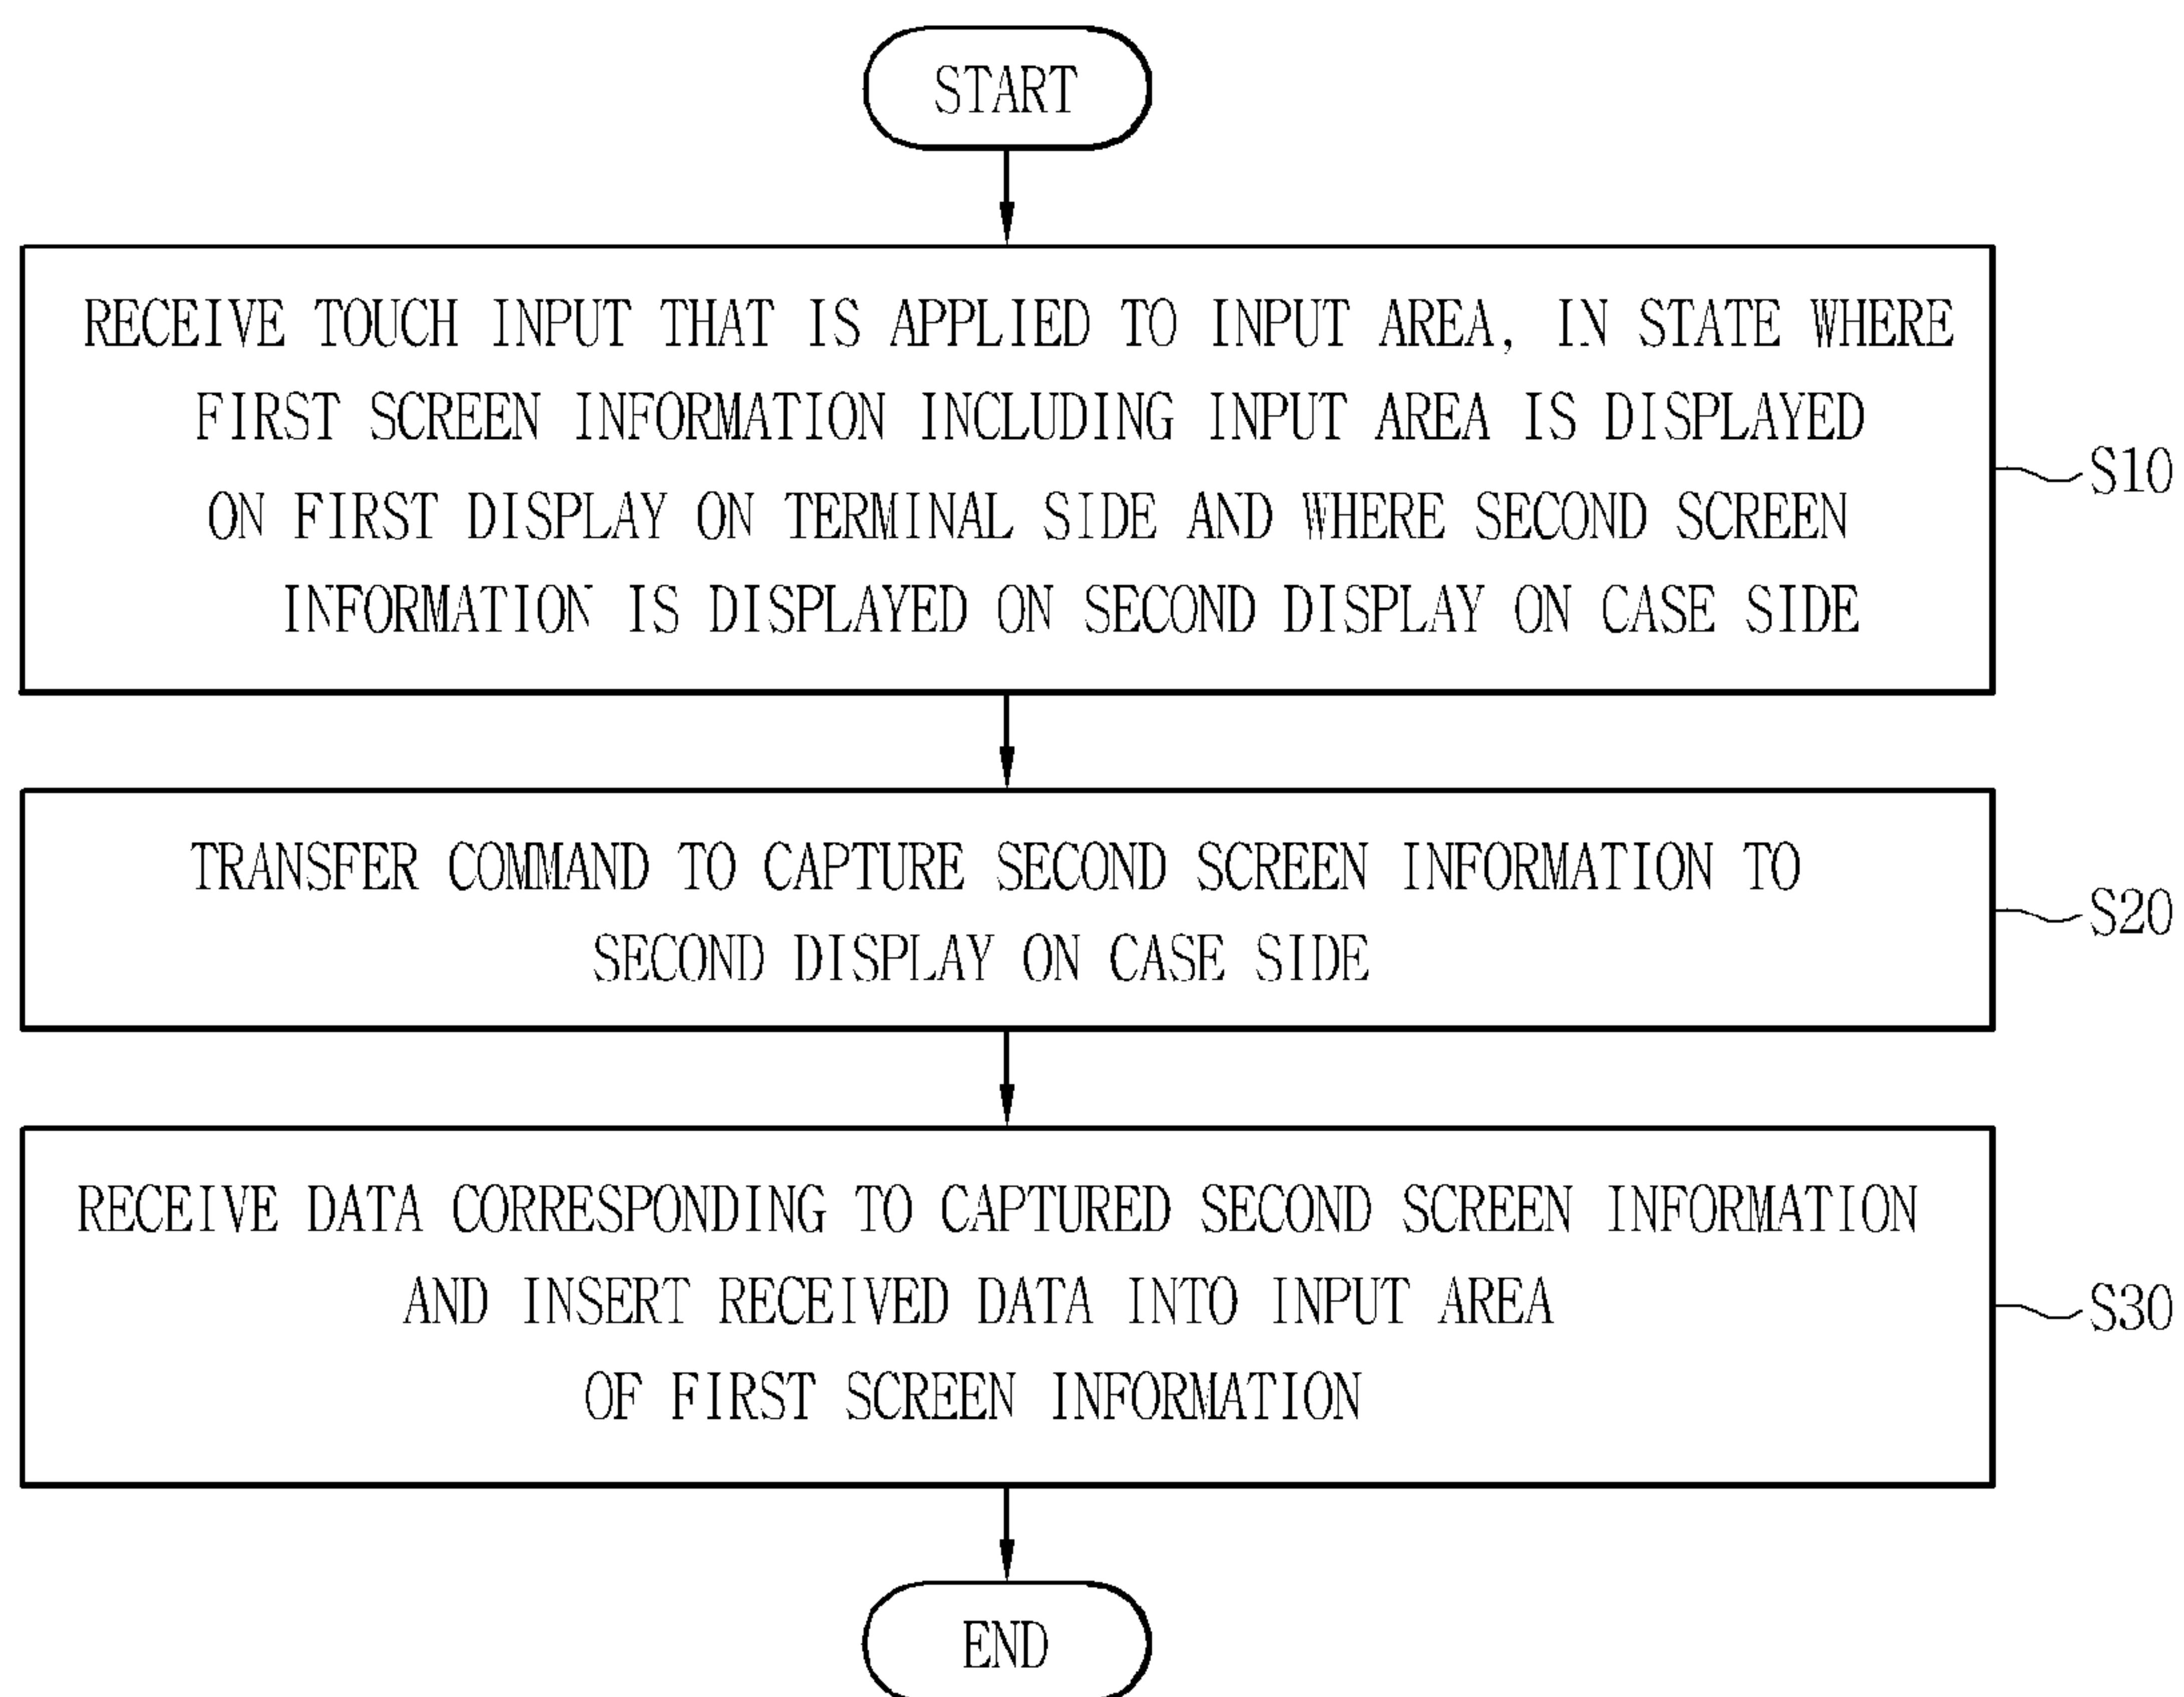 START
RECEIVE TOUCH INPUT THAT IS APPLIED TO INPUT AREA, IN STATE WHERE
FIRST SCREEN INFORMATION INCLUDING INPUT AREA IS DISPLAYED
ON FIRST DISPLAY ON TERMINAL SIDE AND WHERE SECOND SCREEN
INFORMATION IS DISPLAYED ON SECOND DISPLAY ON CASE SIDE
S10
TRANSFER COMMAND TO CAPTURE SECOND SCREEN INFORMATION TO
SECOND DISPLAY ON CASE SIDE
S20
RECEIVE DATA CORRESPONDING TO CAPTURED SECOND SCREEN INFORMATION
AND INSERT RECEIVED DATA INTO INPUT AREA
OF FIRST SCREEN INFORMATION
S30
END